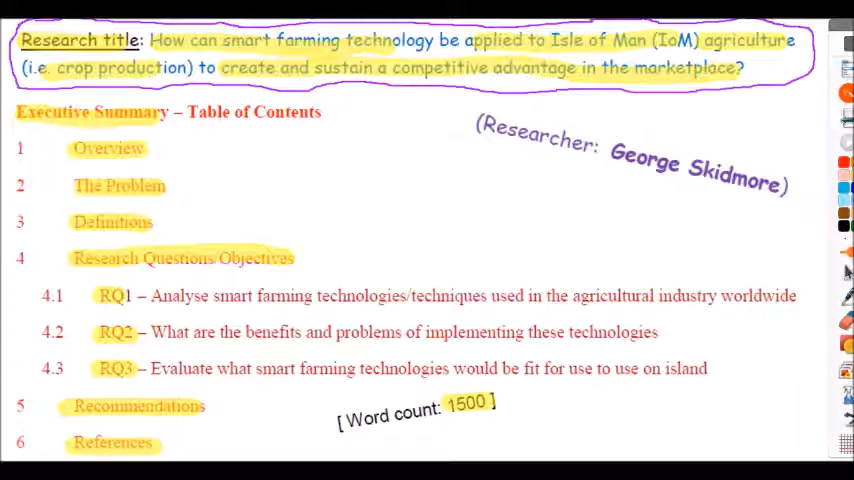 Research title: How can smart farming technology be applied to Isle of Man (IoM) agriculture
(i.e. crop production) to create and sustain a competitive advantage in the marketplace?
Executive Summary – Table of Contents
(Researcher: George Skidmore)
1 Overview
2 The Problem
3 Definitions
4 Research Questions/Objectives
4.1 RQ1 – Analyse smart farming technologies/techniques used in the agricultural industry worldwide
4.2 RQ2 – What are the benefits and problems of implementing these technologies
4.3 RQ3 – Evaluate what smart farming technologies would be fit for use to use on island
5 Recommendations
[ Word count: 1500 ]
6 References